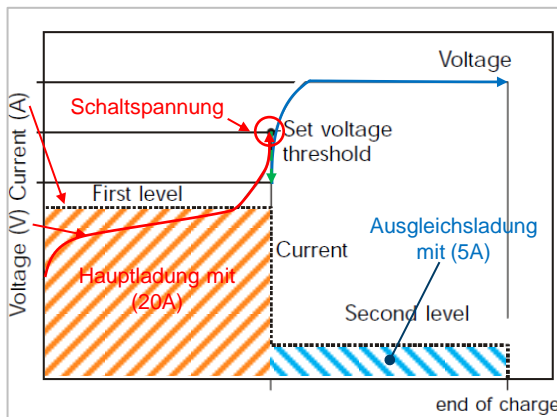 Voltage
Schaltspannung
Set voltage
threshold
Voltage (V) Current (A)
First level
Hauptladung mit
(20A)
Current
Ausgleichsladung
mit (5A)
Second level
end of charge